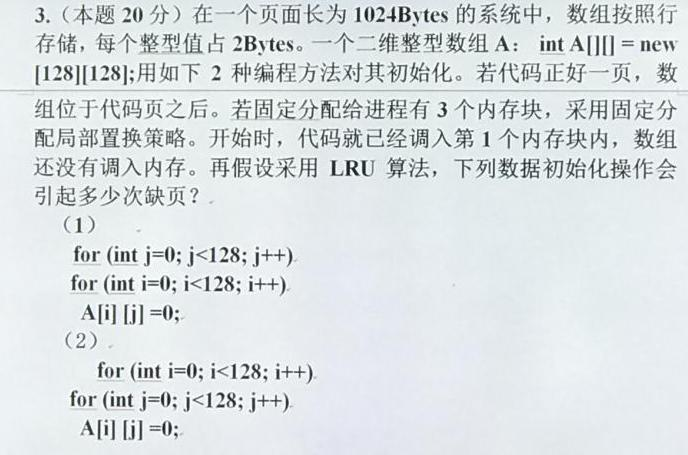 3.（本题 20 分）在一个页面长为 1024Bytes 的系统中，数组按照行
存储，每个整型值占 2Bytes。一个二维整型数组 A： int A[][] = new
[128][128];用如下 2 种编程方法对其初始化。若代码正好一页，数
组位于代码页之后。若固定分配给进程有 3 个内存块，采用固定分
配局部置换策略。开始时，代码就已经调入第 1 个内存块内，数组
还没有调入内存。再假设采用 LRU 算法，下列数据初始化操作会
引起多少次缺页？
（1）
for (int j=0; j<128; j++)
for (int i=0; i<128; i++)
A[i] [j] =0;
（2）
for (int i=0; i<128; i++)
for (int j=0; j<128; j++)
A[i] [j] =0;